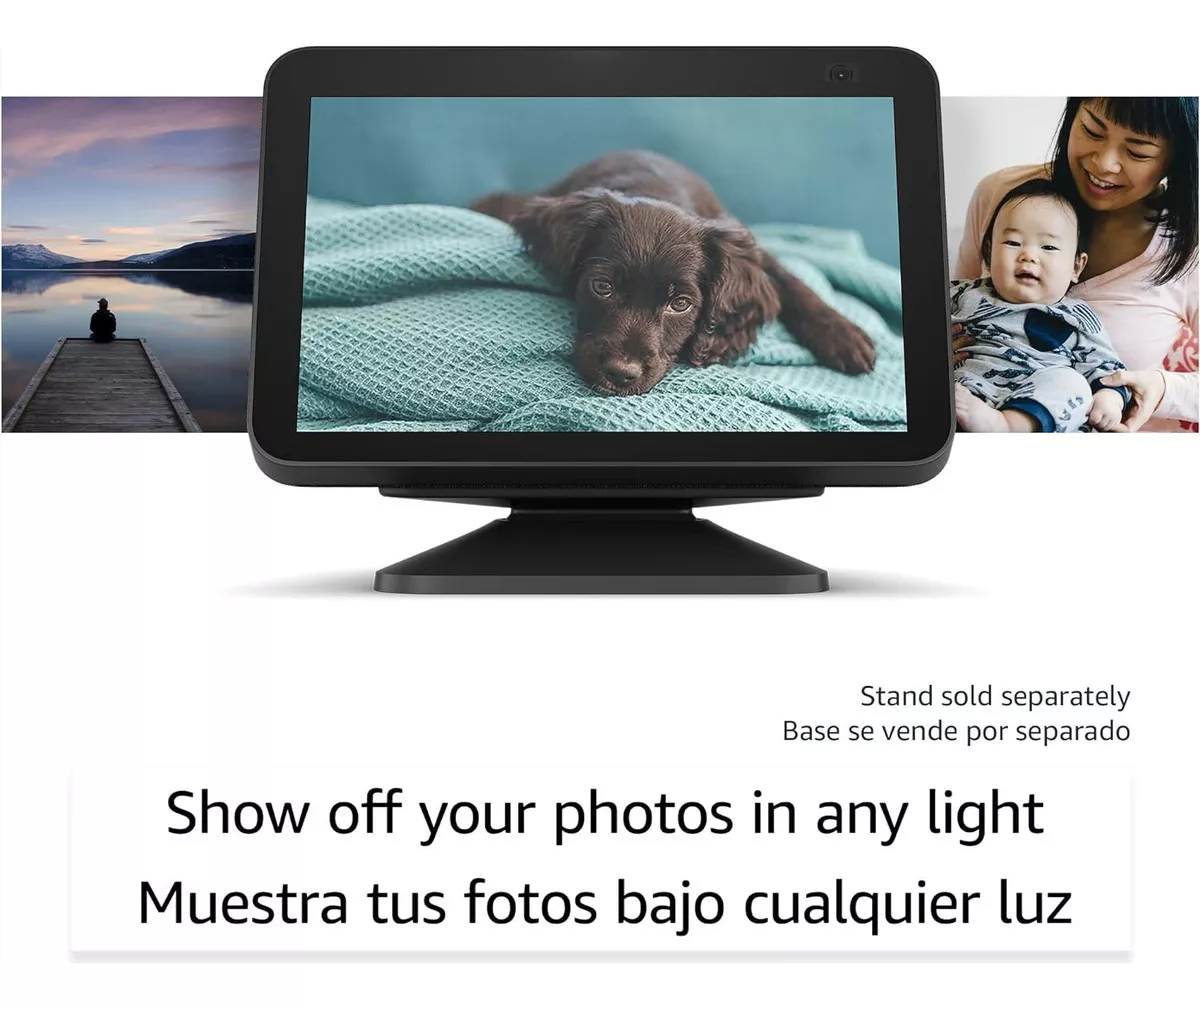 Stand sold separately
Base se vende por separado
Show off your photos in any light
Muestra tus fotos bajo cualquier luz